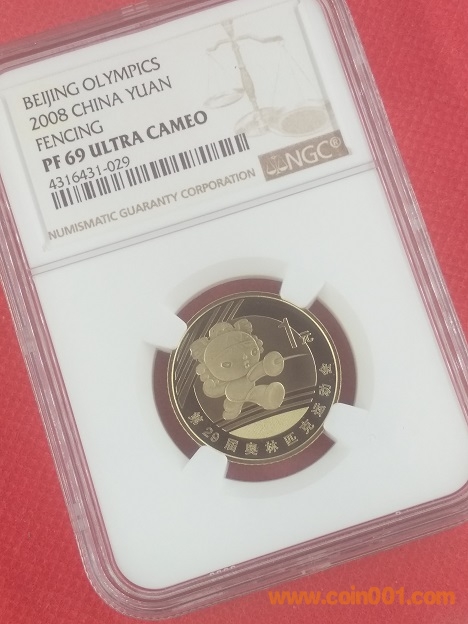 BEIJING OLYMPICS
2008 CHINA YUAN
FENCING
PF 69 ULTRA CAMEO
4316431-029
NGC®
NUMISMATIC GUARANTY CORPORATION
1元
第29届奥林匹克运动会
www.coin001.com